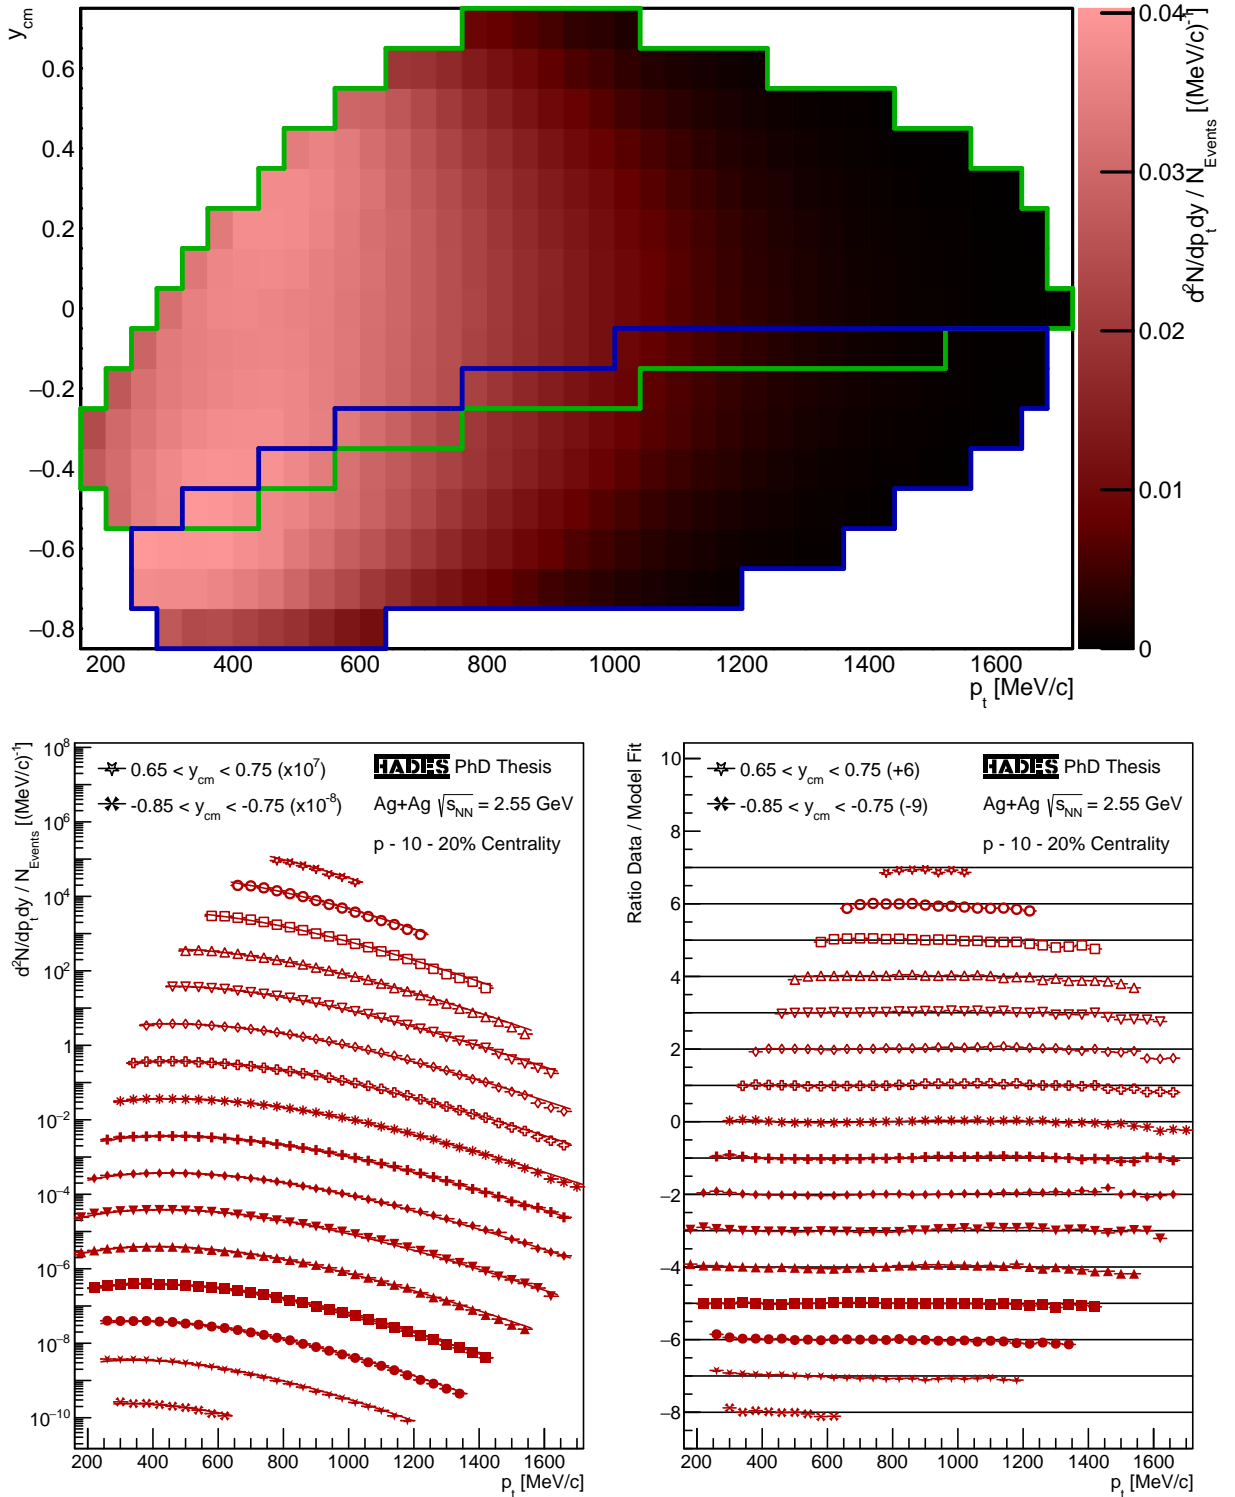 y_cm
0.6
0.4
0.2
0
−0.2
−0.4
−0.6
−0.8
200 400 600 800 1000 1200 1400 1600
p_t [MeV/c]
0.04
0.03
0.02
0.01
0
d²N/dp_t dy / N_Events [(MeV/c)⁻¹]
d²N/dp_t dy / N_Events [(MeV/c)⁻¹]
10⁸
10⁶
10⁴
10²
1
10⁻²
10⁻⁴
10⁻⁶
10⁻⁸
10⁻¹⁰
0.65 < y_cm < 0.75 (x10⁷)
-0.85 < y_cm < -0.75 (x10⁻⁸)
HADES PhD Thesis
Ag+Ag √s_NN = 2.55 GeV
p - 10 - 20% Centrality
200 400 600 800 1000 1200 1400 1600
p_t [MeV/c]
Ratio Data / Model Fit
10
8
6
4
2
0
−2
−4
−6
−8
0.65 < y_cm < 0.75 (+6)
-0.85 < y_cm < -0.75 (-9)
HADES PhD Thesis
Ag+Ag √s_NN = 2.55 GeV
p - 10 - 20% Centrality
200 400 600 800 1000 1200 1400 1600
p_t [MeV/c]